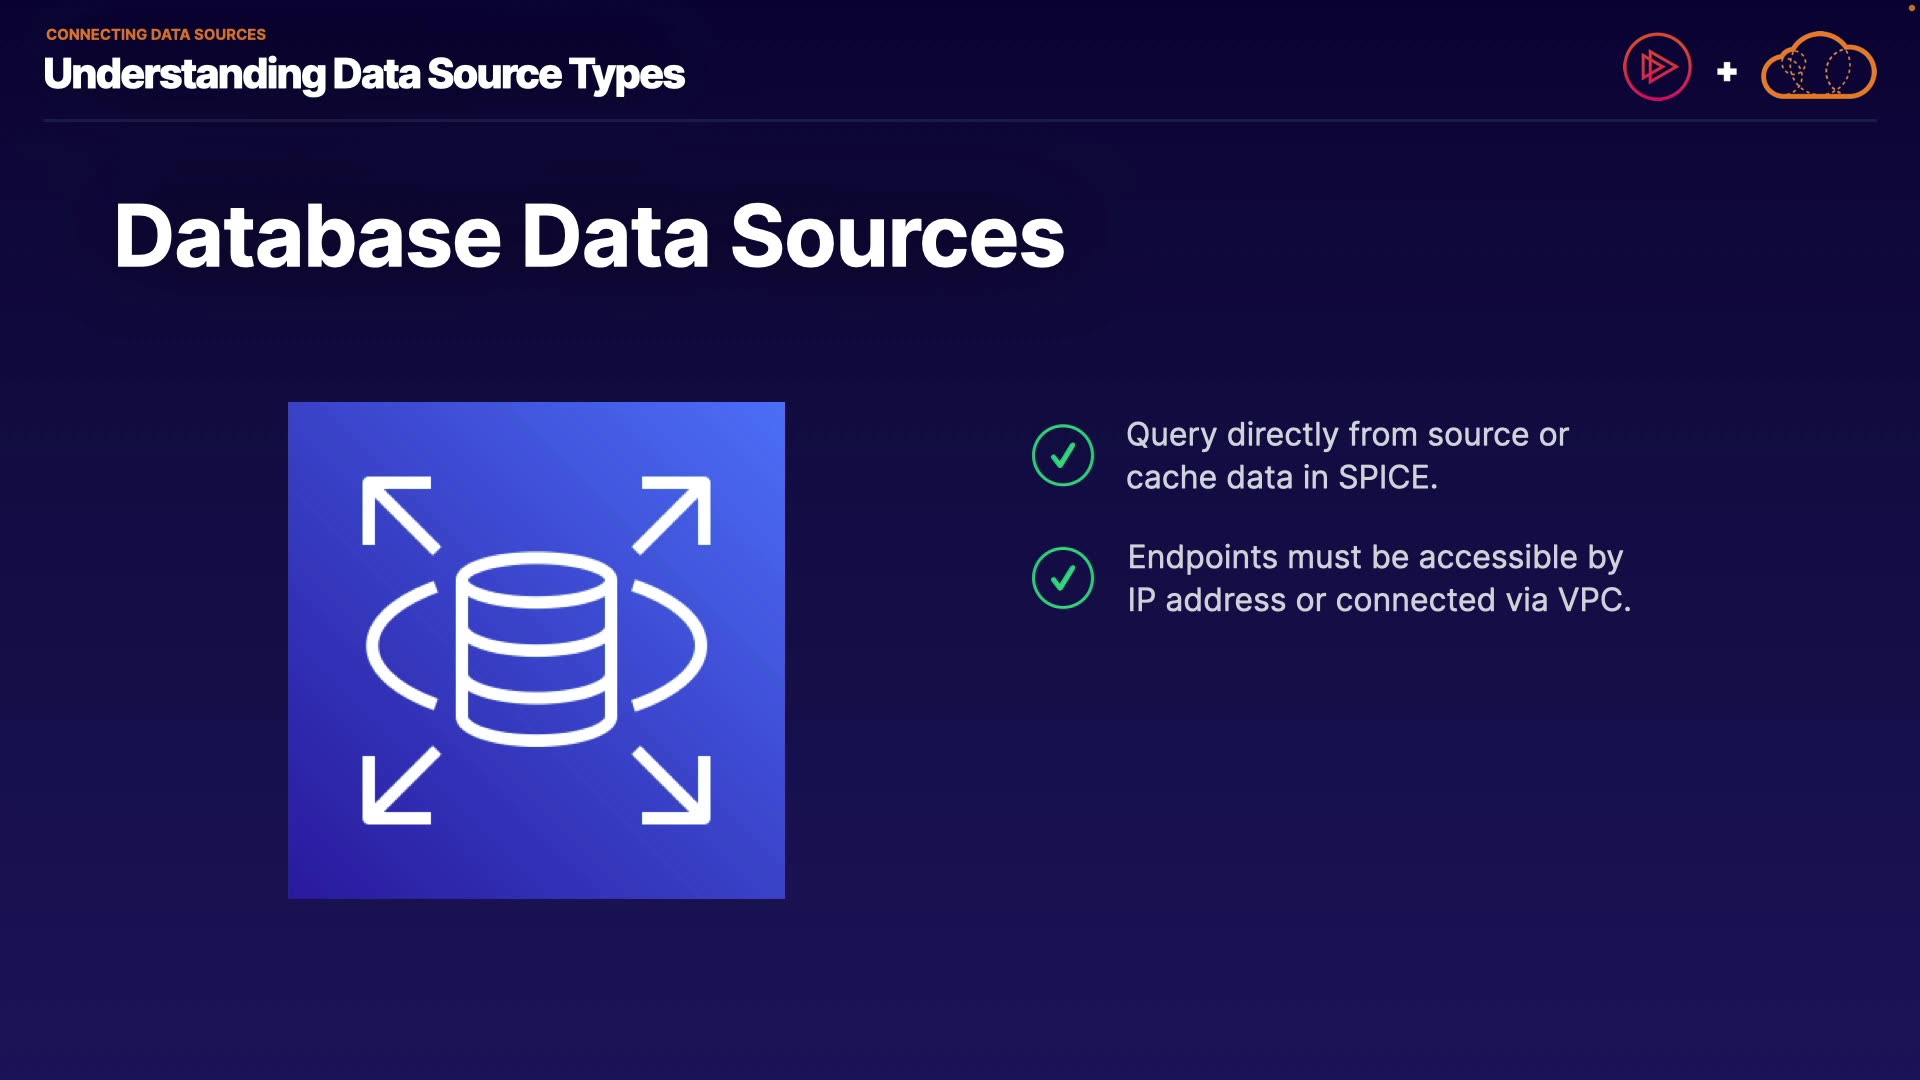 CONNECTING DATA SOURCES
Understanding Data Source Types
Database Data Sources
Query directly from source or
cache data in SPICE.
Endpoints must be accessible by
IP address or connected via VPC.